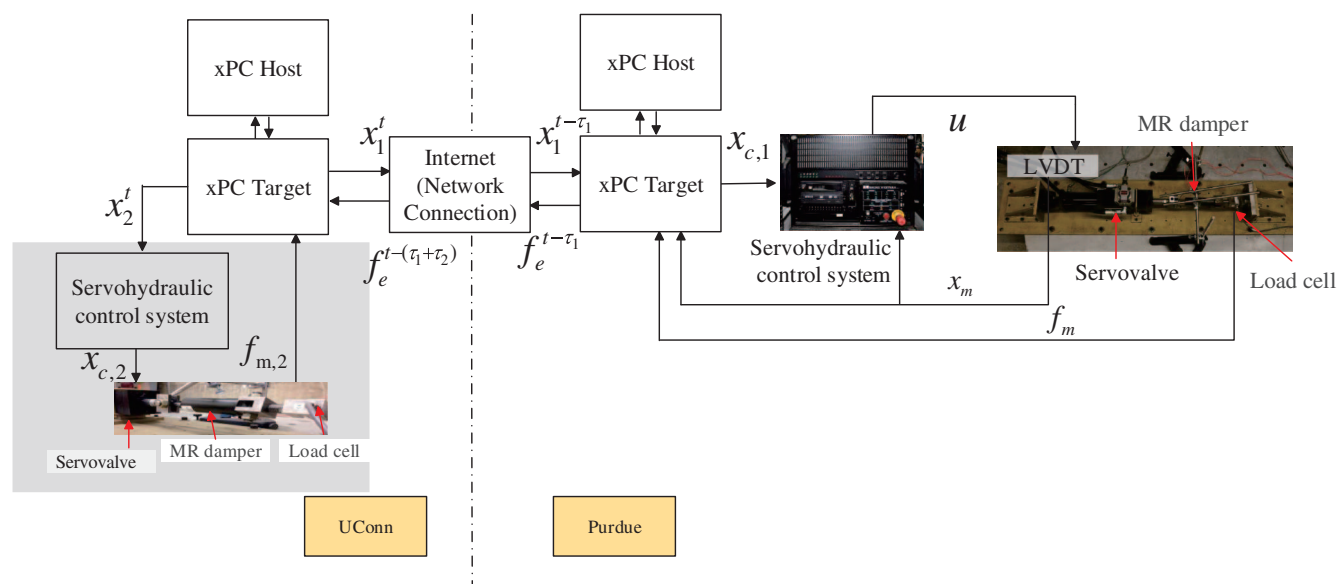 xPC Host
xPC Target
x_1^t
Internet
(Network
Connection)
x_1^{t-τ_1}
xPC Host
xPC Target
x_{c,1}
u
MR damper
LVDT
x_2^t
f_e^{t-(τ_1+τ_2)}
f_e^{t-τ_1}
Servohydraulic
control system
x_m
Servovalve
Load cell
f_m
Servohydraulic
control system
x_{c,2}
f_{m,2}
Servovalve
MR damper
Load cell
UConn
Purdue